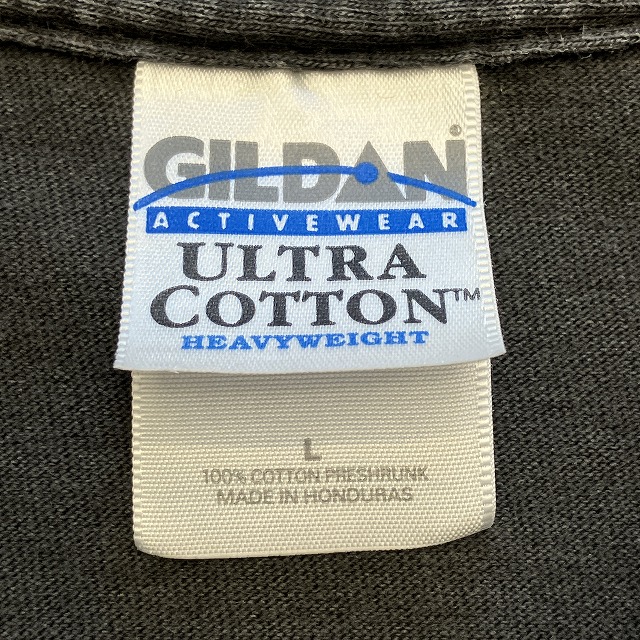 GILDAN®
ACTIVEWEAR
ULTRA
COTTON™
HEAVYWEIGHT
L
100% COTTON PRESHRUNK
MADE IN HONDURAS